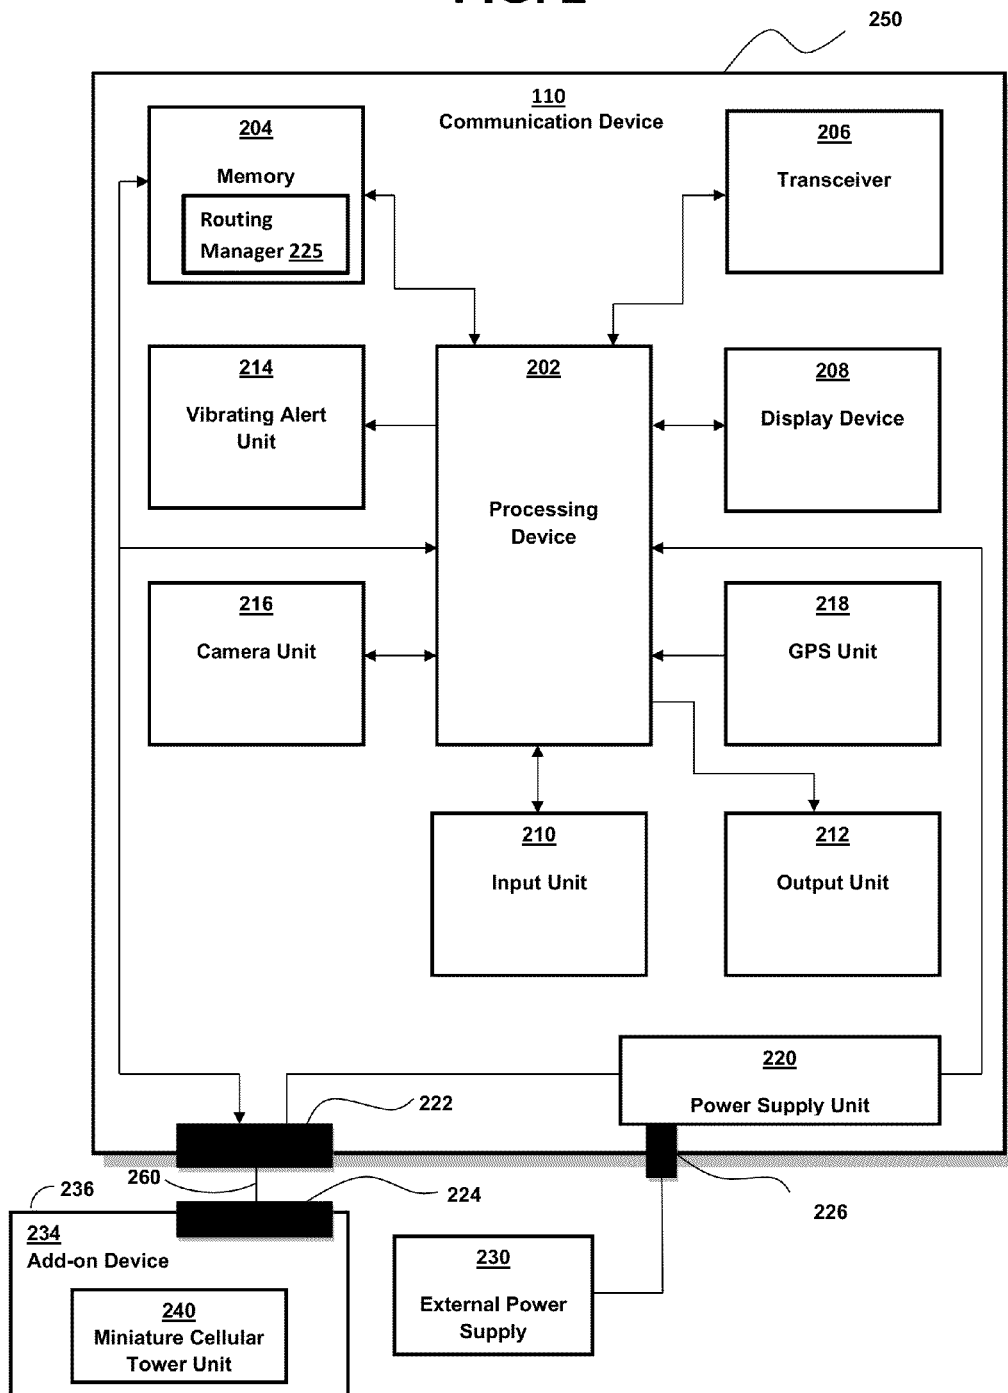 250
110
Communication Device
204
Memory
Routing
Manager 225
206
Transceiver
214
Vibrating Alert
Unit
202
Processing
Device
208
Display Device
216
Camera Unit
218
GPS Unit
210
Input Unit
212
Output Unit
220
Power Supply Unit
222
260
224
226
236
234
Add-on Device
240
Miniature Cellular
Tower Unit
230
External Power
Supply